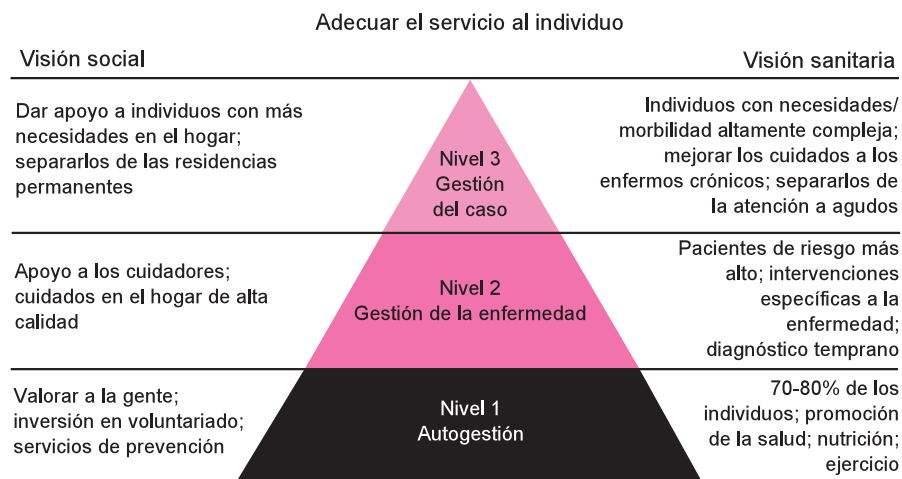 Adecuar el servicio al individuo
Visión social
Visión sanitaria
Dar apoyo a individuos con más
necesidades en el hogar;
separarlos de las residencias
permanentes
Nivel 3
Gestión
del caso
Individuos con necesidades/
morbilidad altamente compleja;
mejorar los cuidados a los
enfermos crónicos; separarlos de
la atención a agudos
Apoyo a los cuidadores;
cuidados en el hogar de alta
calidad
Nivel 2
Gestión de la enfermedad
Pacientes de riesgo más
alto; intervenciones
específicas a la
enfermedad;
diagnóstico temprano
Valorar a la gente;
inversión en voluntariado;
servicios de prevención
Nivel 1
Autogestión
70-80% de los
individuos; promoción
de la salud; nutrición;
ejercicio